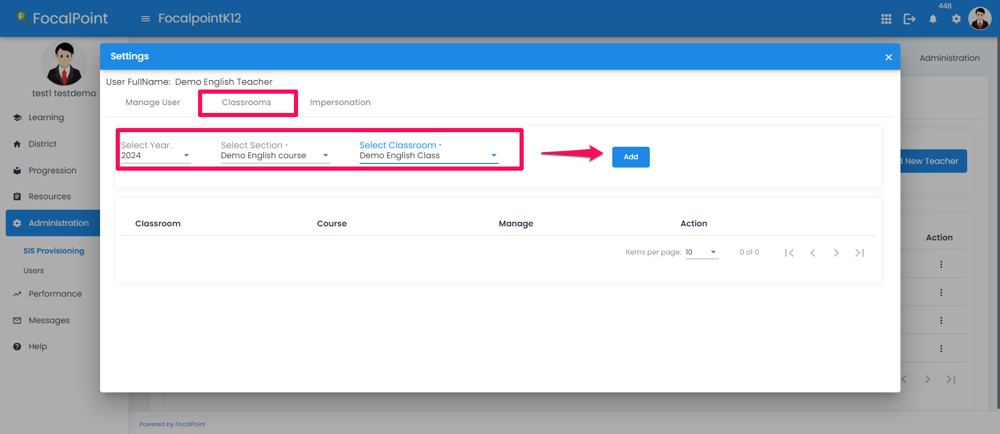 FocalPoint
FocalpointK12
448
test1 testdemo
Learning
District
Progression
Resources
Administration
SIS Provisioning
Users
Performance
Messages
Help
Settings
Administration
User FullName: Demo English Teacher
Manage User
Classrooms
Impersonation
Select Year...
2024
Select Section *
Demo English course
Select Classroom *
Demo English Class
Add
New Teacher
Classroom
Course
Manage
Action
Items per page:
10
0 of 0
Action
Powered by FocalPoint